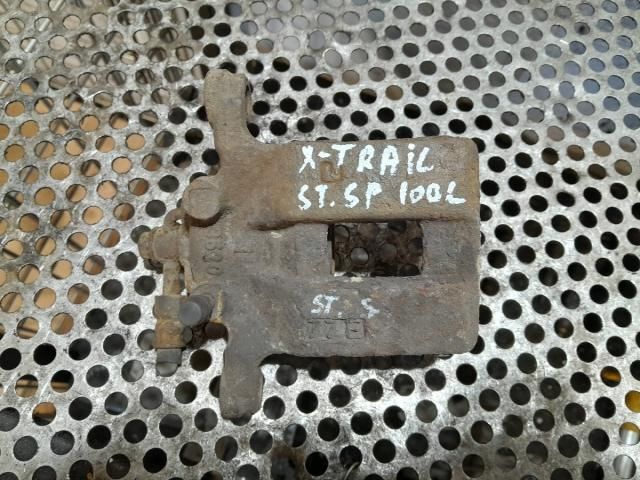 X-TRAIL
ST. SP 100L
ST. S